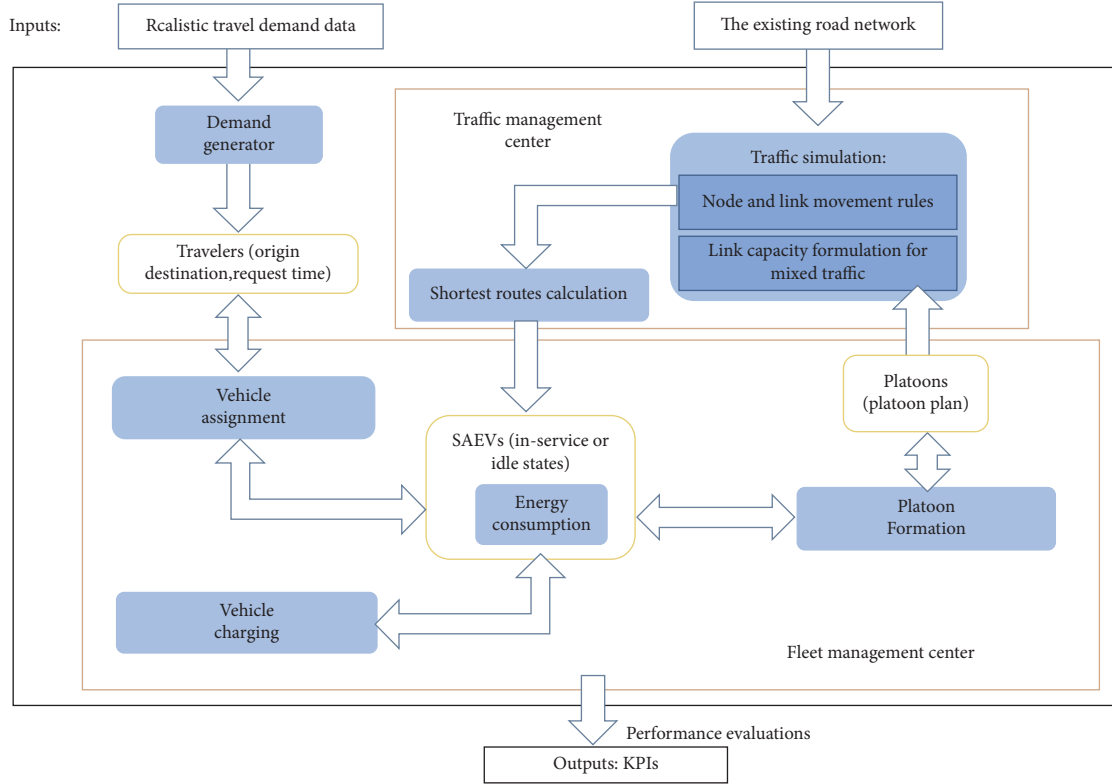 Inputs:
Rcalistic travel demand data
The existing road network
Demand
generator
Traffic management
center
Traffic simulation:
Node and link movement rules
Link capacity formulation for
mixed traffic
Travelers (origin
destination,request time)
Shortest routes calculation
Vehicle
assignment
Platoons
(platoon plan)
SAEVs (in-service or
idle states)
Energy
consumption
Platoon
Formation
Vehicle
charging
Fleet management center
Performance evaluations
Outputs: KPIs